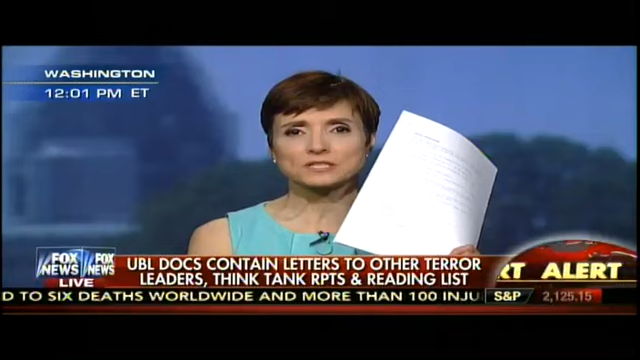 WASHINGTON
12:01 PM ET
FOX
NEWS
FOX
NEWS
LIVE
UBL DOCS CONTAIN LETTERS TO OTHER TERROR
LEADERS, THINK TANK RPTS & READING LIST
RT ALERT
D TO SIX DEATHS WORLDWIDE AND MORE THAN 100 INJU
S&P 2,125.15